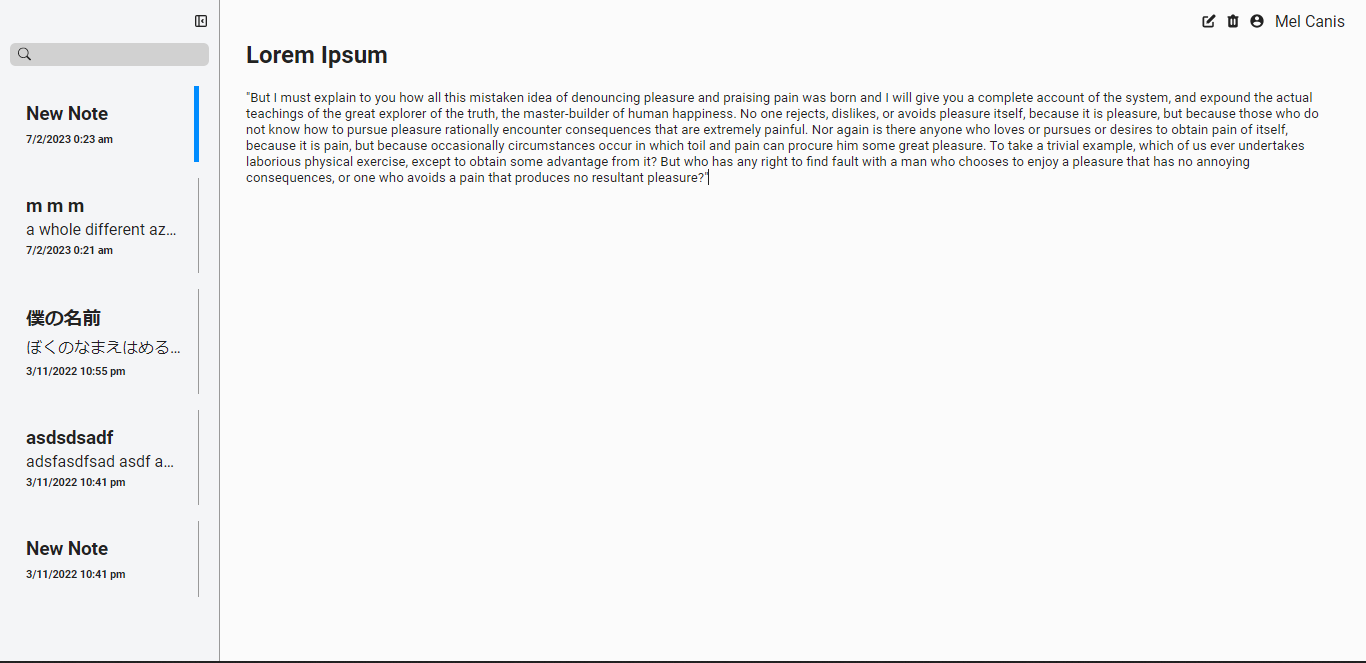 Mel Canis
New Note
7/2/2023 0:23 am
m m m
a whole different az...
7/2/2023 0:21 am
僕の名前
ぼくのなまえはめる...
3/11/2022 10:55 pm
asdsdsadf
adsfasdfsad asdf a...
3/11/2022 10:41 pm
New Note
3/11/2022 10:41 pm
Lorem Ipsum
"But I must explain to you how all this mistaken idea of denouncing pleasure and praising pain was born and I will give you a complete account of the system, and expound the actual
teachings of the great explorer of the truth, the master-builder of human happiness. No one rejects, dislikes, or avoids pleasure itself, because it is pleasure, but because those who do
not know how to pursue pleasure rationally encounter consequences that are extremely painful. Nor again is there anyone who loves or pursues or desires to obtain pain of itself,
because it is pain, but because occasionally circumstances occur in which toil and pain can procure him some great pleasure. To take a trivial example, which of us ever undertakes
laborious physical exercise, except to obtain some advantage from it? But who has any right to find fault with a man who chooses to enjoy a pleasure that has no annoying
consequences, or one who avoids a pain that produces no resultant pleasure?"